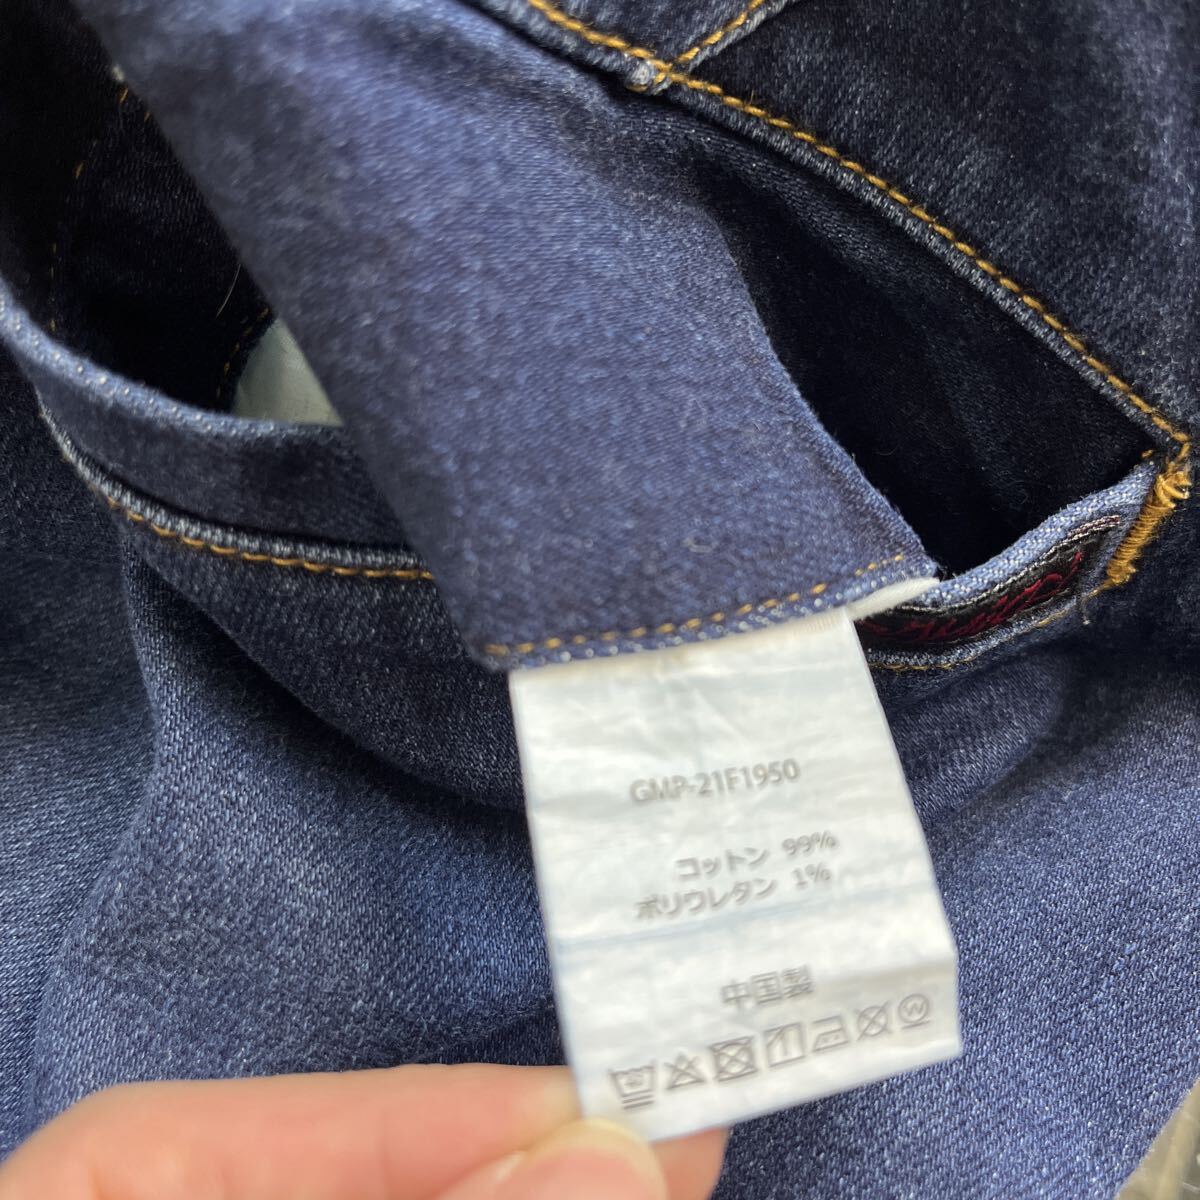 GMP-21F1950
コットン 99%
ポリウレタン 1%
中国製